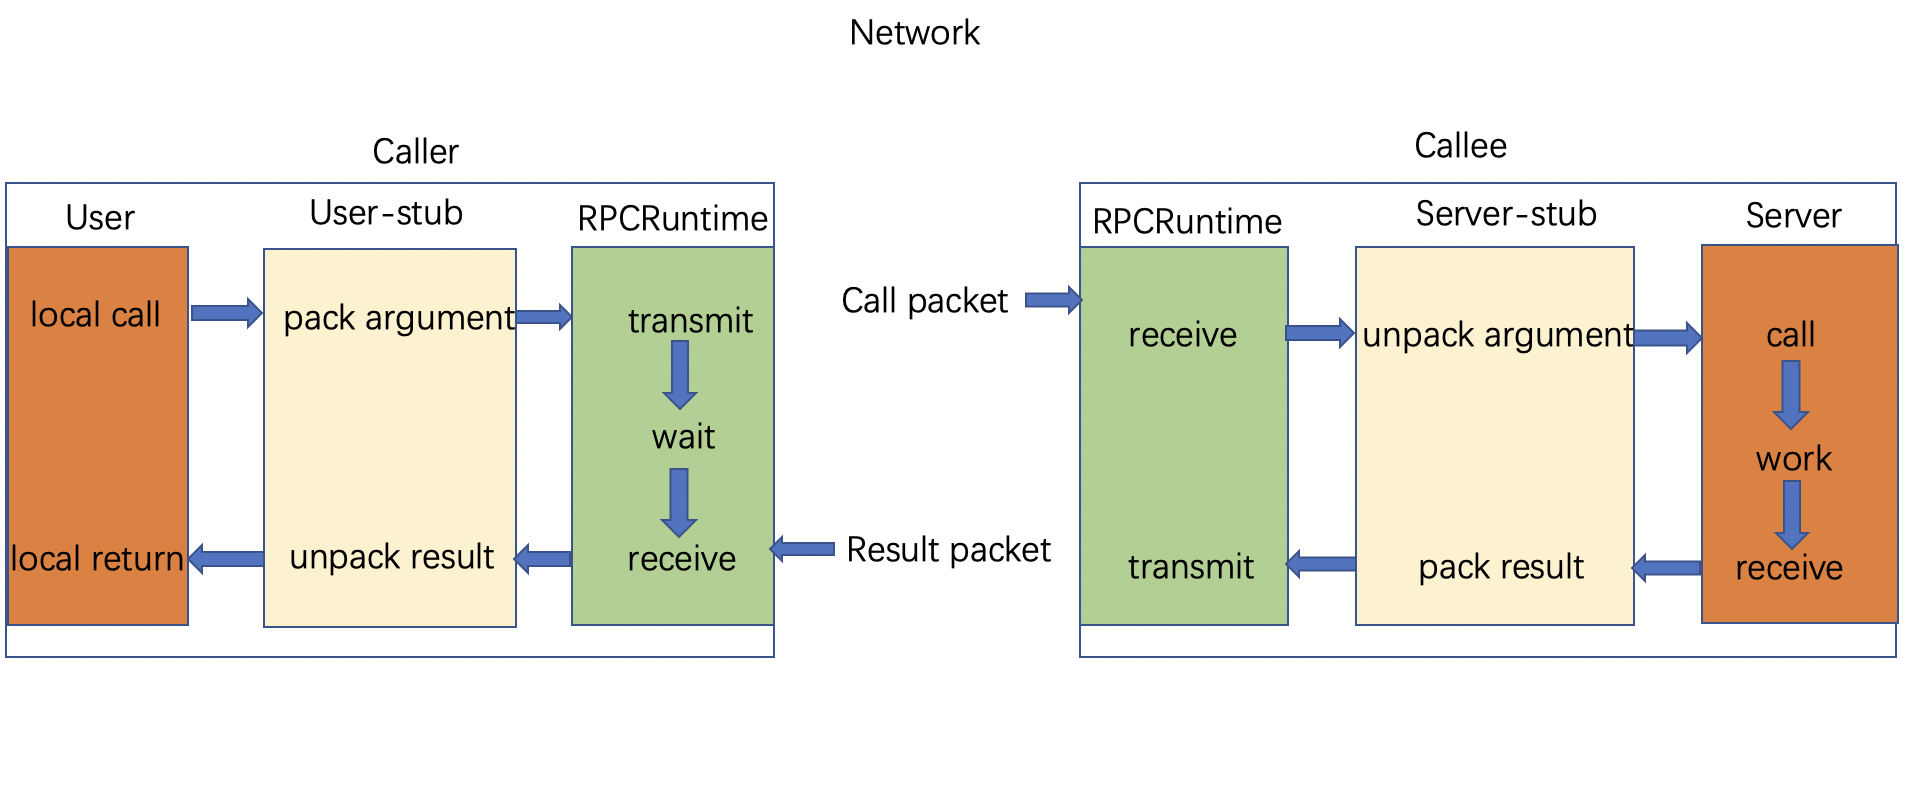 Network
Caller
Callee
User
User-stub
RPCRuntime
local call
pack argument
transmit
wait
local return
unpack result
receive
Call packet
Result packet
RPCRuntime
Server-stub
Server
receive
unpack argument
call
work
transmit
pack result
receive